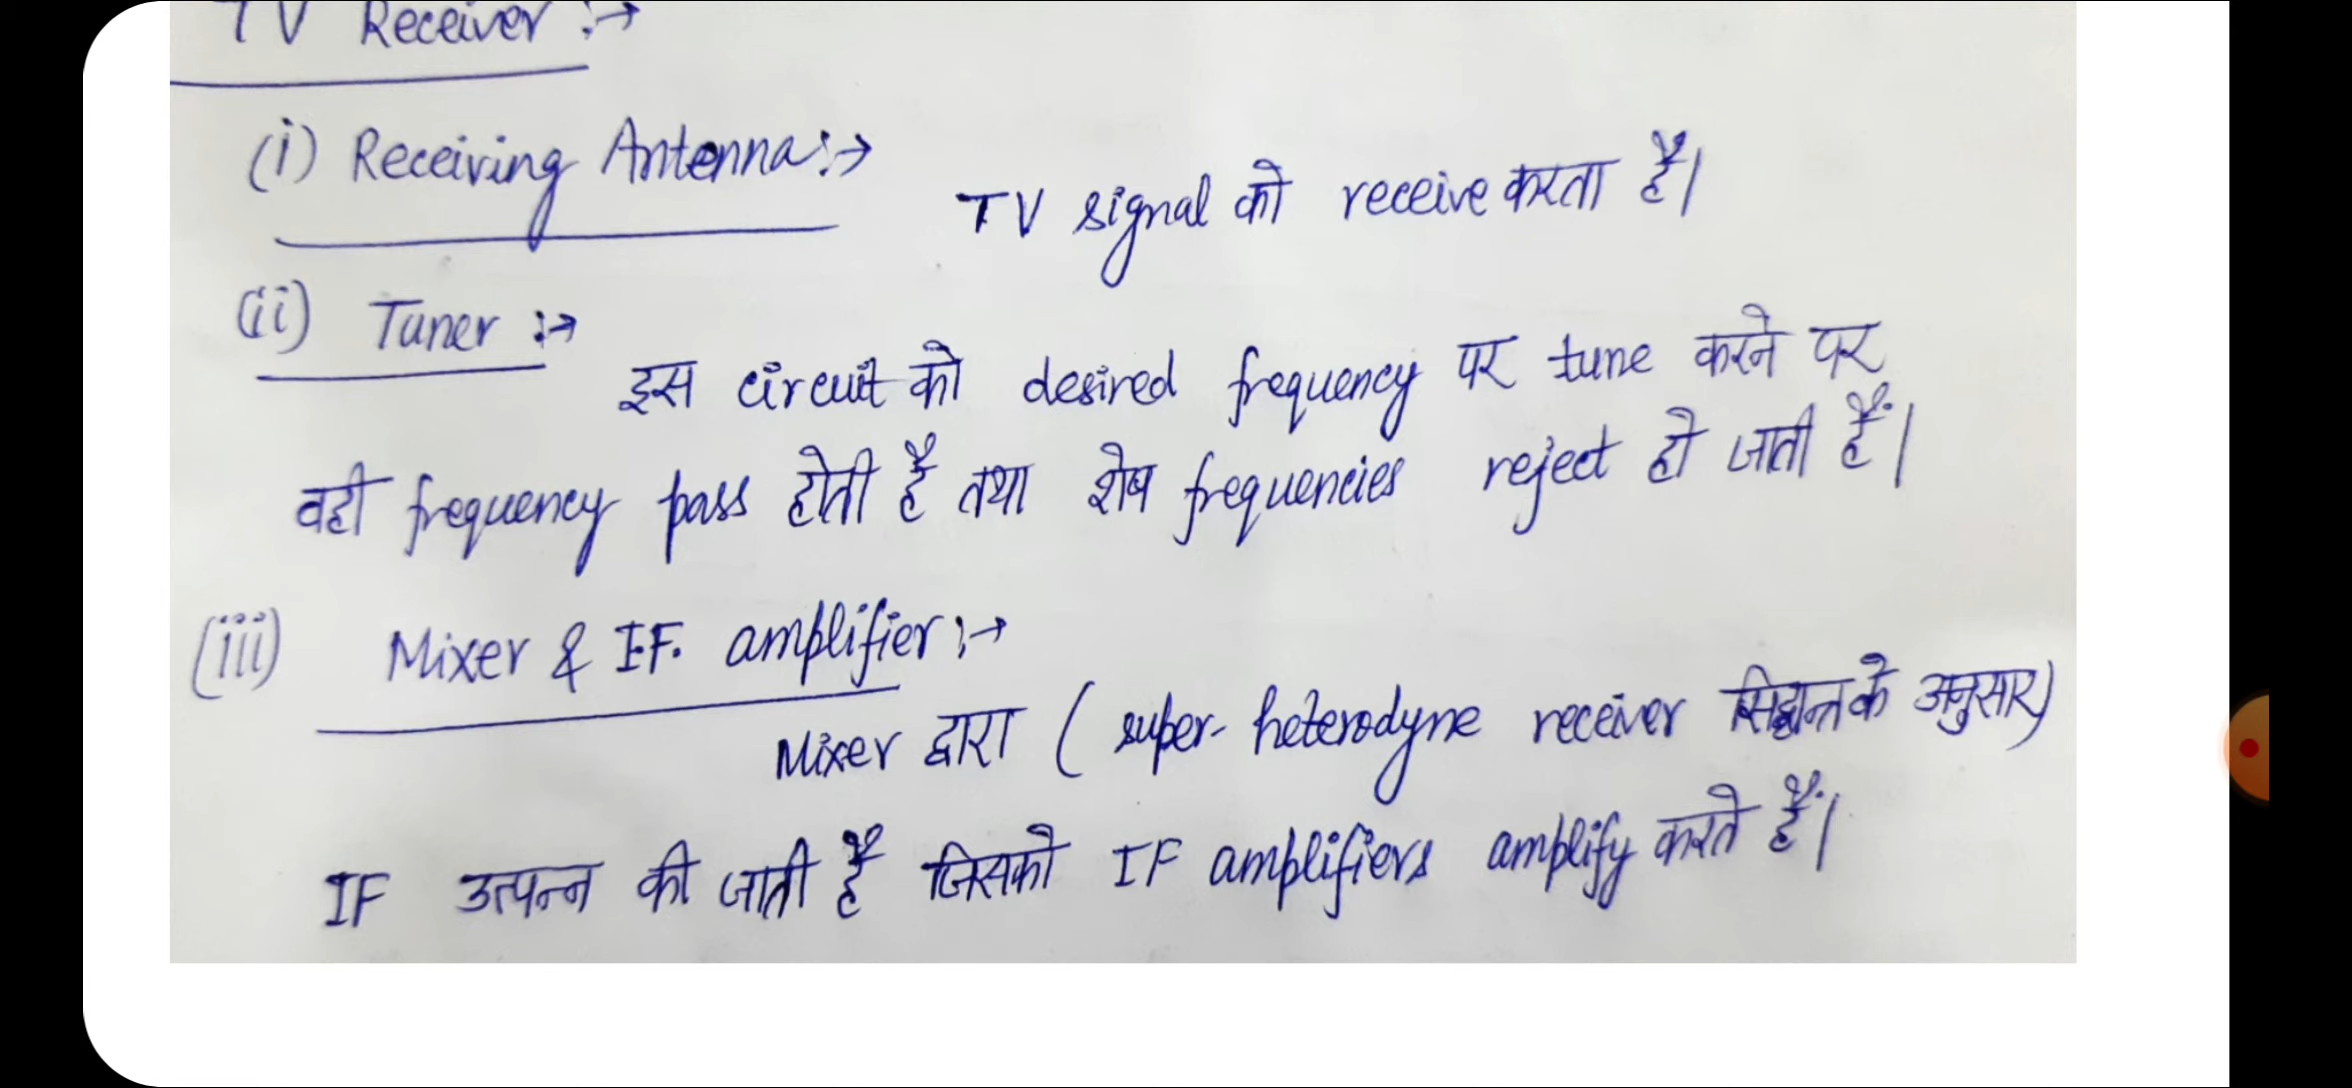 TV Receiver :→
(i) Receiving Antenna :→
TV signal को receive करता है।
(ii) Tuner :→
इस circuit को desired frequency पर tune करने पर
वही frequency pass होती है तथा शेष frequencies reject हो जाती हैं।
(iii) Mixer & I.F. amplifier :→
Mixer द्वारा ( super-heterodyne receiver सिद्धान्त के अनुसार)
IF उत्पन्न की जाती है जिसको IF amplifiers amplify करते हैं।